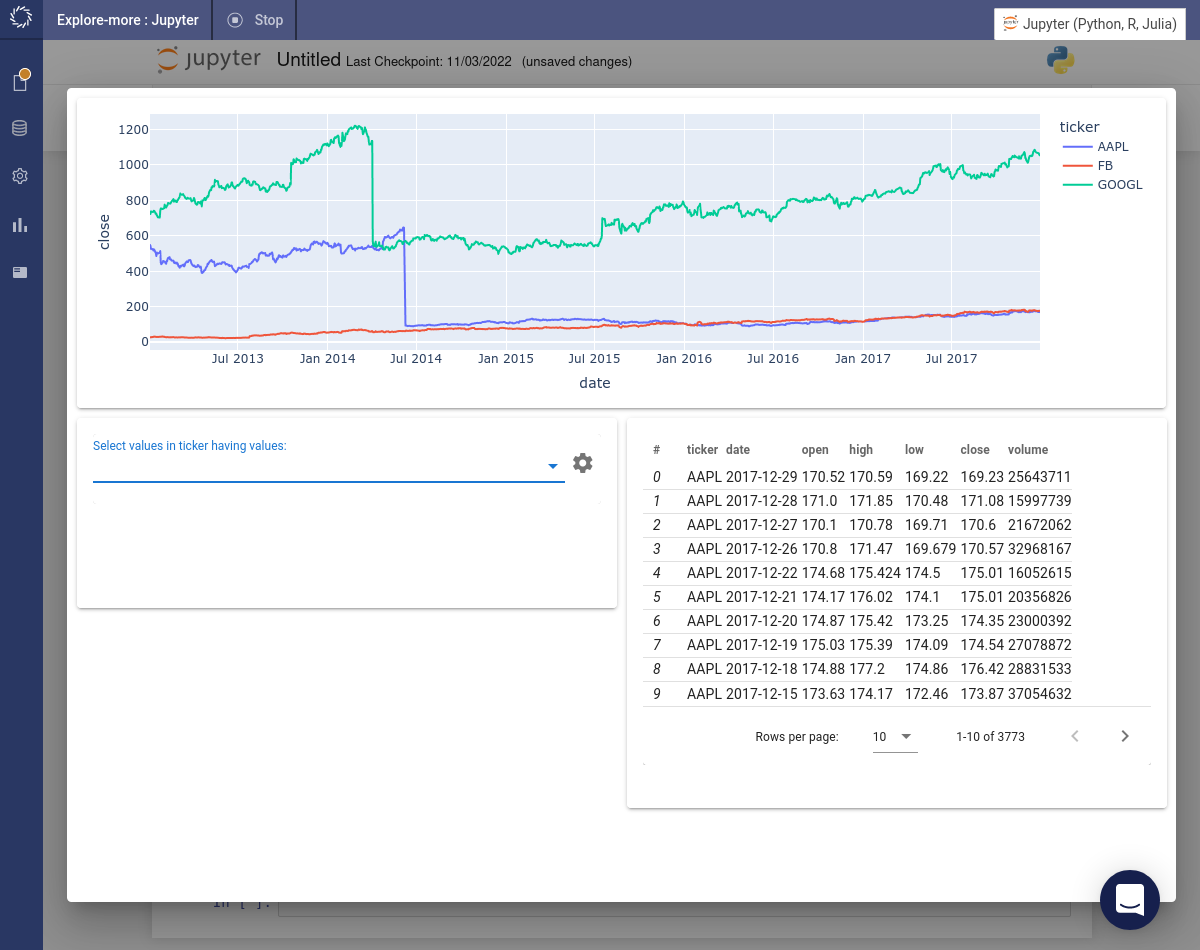 Explore-more : Jupyter
Stop
Jupyter (Python, R, Julia)
jupyter Untitled Last Checkpoint: 11/03/2022 (unsaved changes)
ticker
AAPL
FB
GOOGL
close
1200
1000
800
600
400
200
0
Jul 2013 Jan 2014 Jul 2014 Jan 2015 Jul 2015 Jan 2016 Jul 2016 Jan 2017 Jul 2017
date
Select values in ticker having values:
# ticker date open high low close volume
0 AAPL 2017-12-29 170.52 170.59 169.22 169.23 25643711
1 AAPL 2017-12-28 171.0 171.85 170.48 171.08 15997739
2 AAPL 2017-12-27 170.1 170.78 169.71 170.6 21672062
3 AAPL 2017-12-26 170.8 171.47 169.679 170.57 32968167
4 AAPL 2017-12-22 174.68 175.424 174.5 175.01 16052615
5 AAPL 2017-12-21 174.17 176.02 174.1 175.01 20356826
6 AAPL 2017-12-20 174.87 175.42 173.25 174.35 23000392
7 AAPL 2017-12-19 175.03 175.39 174.09 174.54 27078872
8 AAPL 2017-12-18 174.88 177.2 174.86 176.42 28831533
9 AAPL 2017-12-15 173.63 174.17 172.46 173.87 37054632
Rows per page: 10 1-10 of 3773
In [ ]: